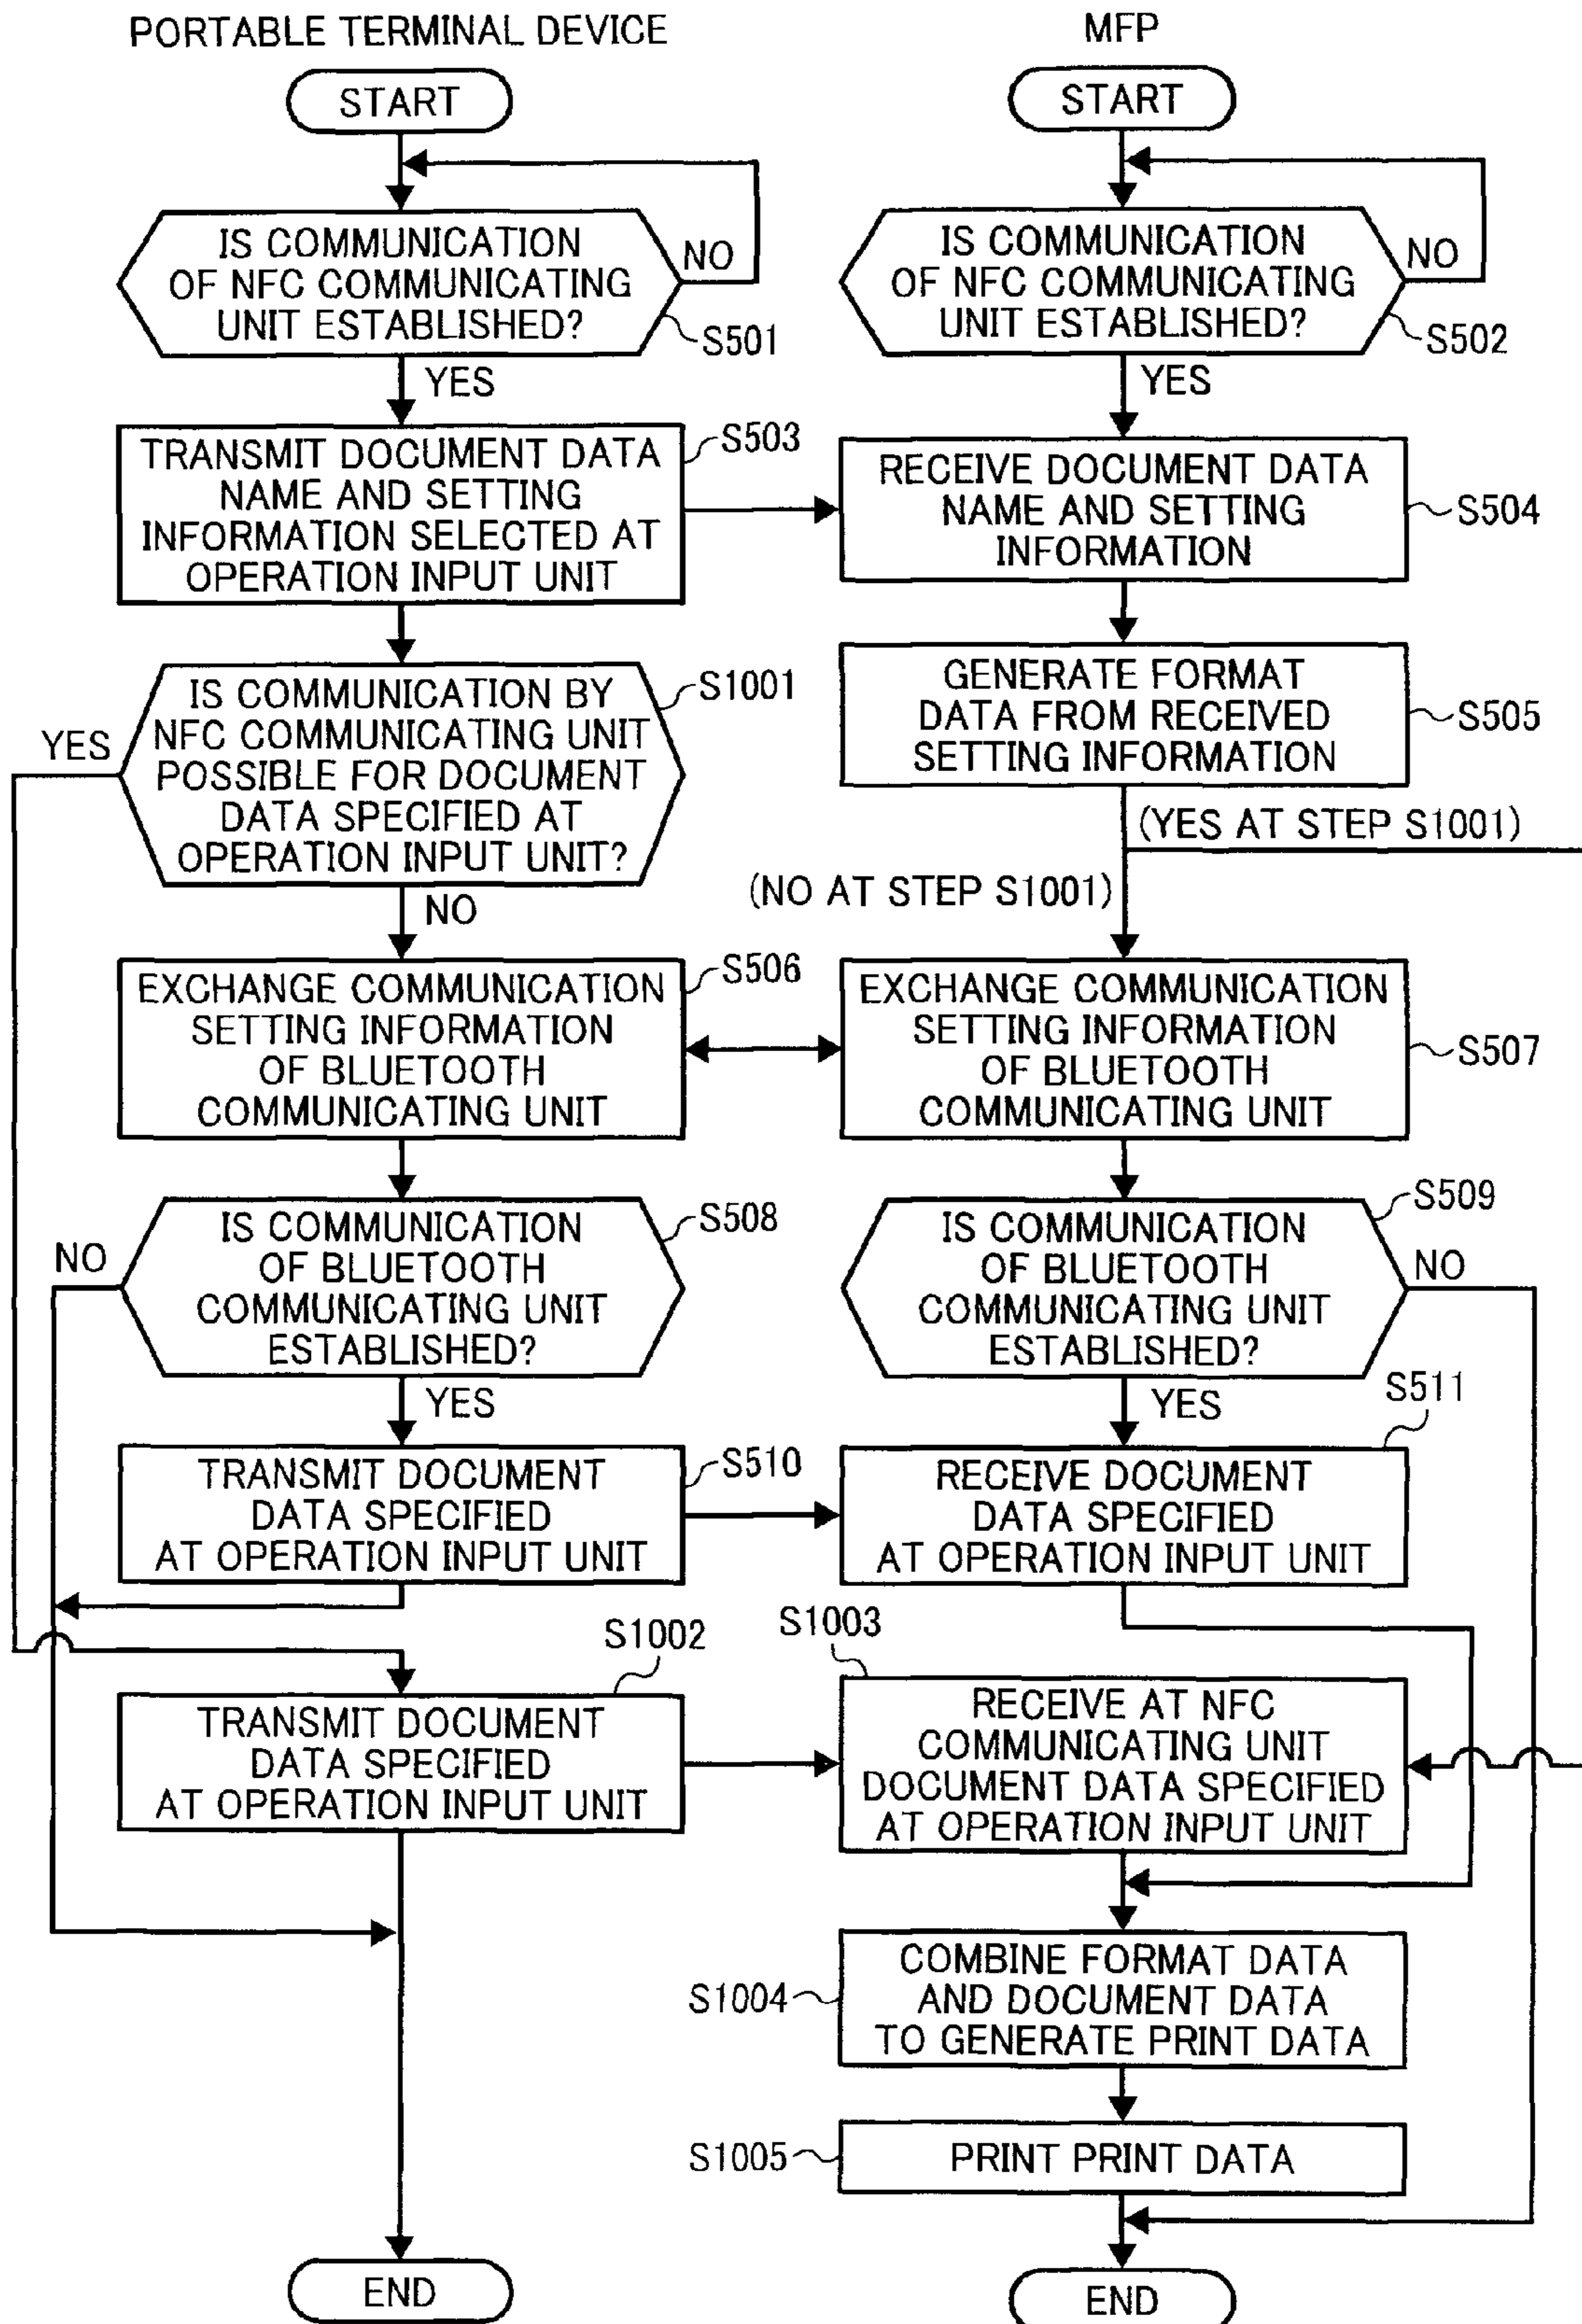 PORTABLE TERMINAL DEVICE
START
IS COMMUNICATION
OF NFC COMMUNICATING
UNIT ESTABLISHED?
NO
S501
YES
TRANSMIT DOCUMENT DATA
NAME AND SETTING
INFORMATION SELECTED AT
OPERATION INPUT UNIT
S503
IS COMMUNICATION BY
NFC COMMUNICATING UNIT
POSSIBLE FOR DOCUMENT
DATA SPECIFIED AT
OPERATION INPUT UNIT?
S1001
YES
NO
EXCHANGE COMMUNICATION
SETTING INFORMATION
OF BLUETOOTH
COMMUNICATING UNIT
S506
IS COMMUNICATION
OF BLUETOOTH
COMMUNICATING UNIT
ESTABLISHED?
S508
NO
YES
TRANSMIT DOCUMENT
DATA SPECIFIED
AT OPERATION INPUT UNIT
S510
S1002
TRANSMIT DOCUMENT
DATA SPECIFIED
AT OPERATION INPUT UNIT
END
MFP
START
IS COMMUNICATION
OF NFC COMMUNICATING
UNIT ESTABLISHED?
NO
S502
YES
RECEIVE DOCUMENT DATA
NAME AND SETTING
INFORMATION
S504
GENERATE FORMAT
DATA FROM RECEIVED
SETTING INFORMATION
S505
(YES AT STEP S1001)
(NO AT STEP S1001)
EXCHANGE COMMUNICATION
SETTING INFORMATION
OF BLUETOOTH
COMMUNICATING UNIT
S507
IS COMMUNICATION
OF BLUETOOTH
COMMUNICATING UNIT
ESTABLISHED?
S509
NO
YES
S511
RECEIVE DOCUMENT
DATA SPECIFIED
AT OPERATION INPUT UNIT
S1003
RECEIVE AT NFC
COMMUNICATING UNIT
DOCUMENT DATA SPECIFIED
AT OPERATION INPUT UNIT
COMBINE FORMAT DATA
AND DOCUMENT DATA
TO GENERATE PRINT DATA
S1004
PRINT PRINT DATA
S1005
END